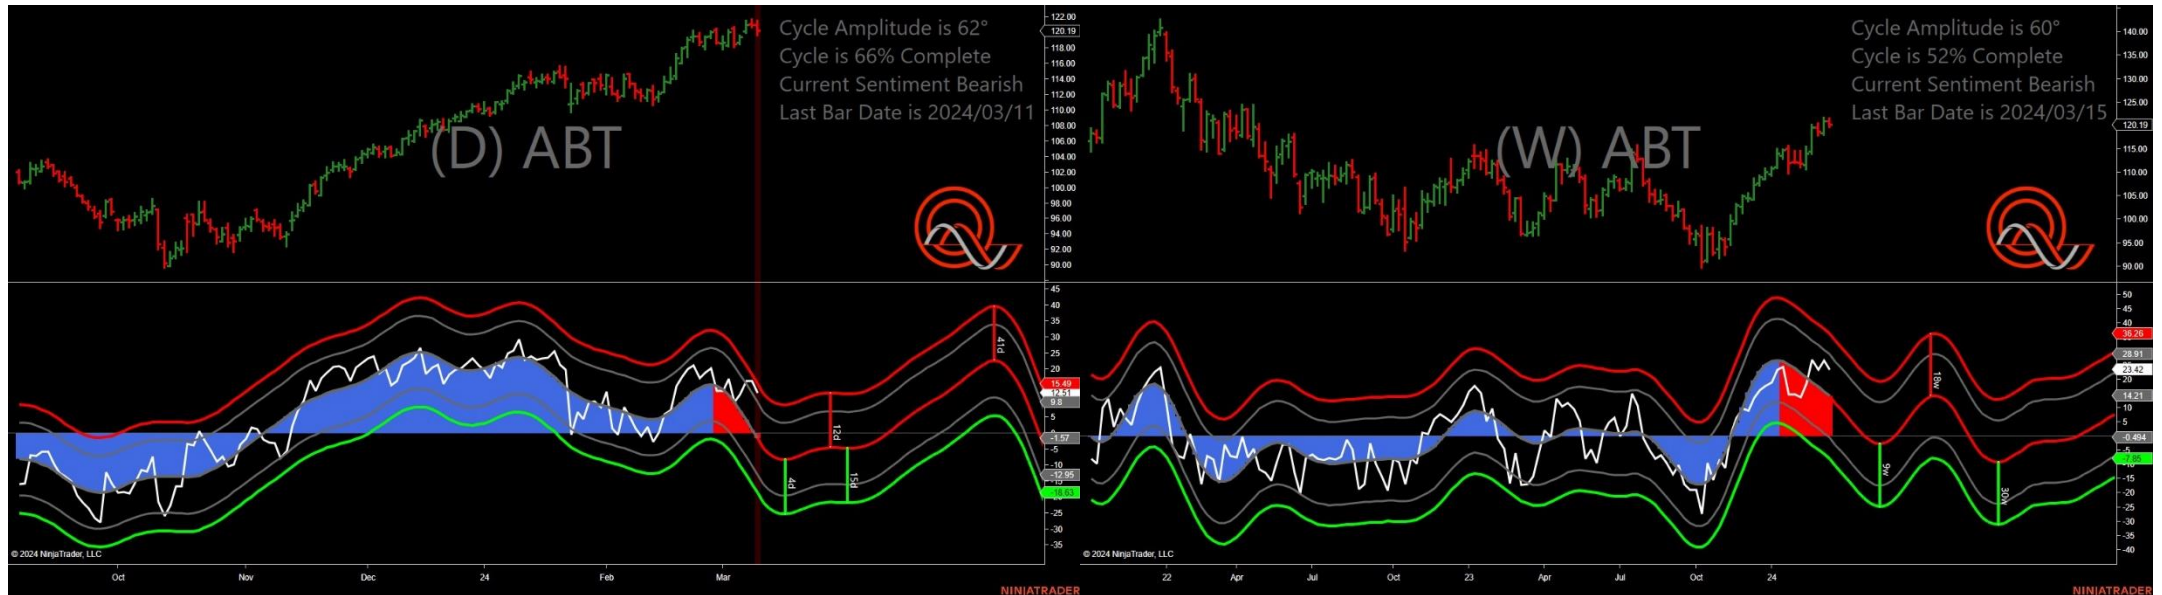 Cycle Amplitude is 62°
Cycle is 66% Complete
Current Sentiment Bearish
Last Bar Date is 2024/03/11
(D) ABT
122.00
120.19
118.00
116.00
114.00
112.00
110.00
108.00
106.00
104.00
102.00
100.00
98.00
96.00
94.00
92.00
90.00
45
40
35
30
25
20
15.49
12.51
9.8
5
-1.57
-5
-12.95
-18.63
-25
-30
-35
41d
12d
4d
15d
© 2024 NinjaTrader, LLC
Oct Nov Dec 24 Feb Mar
NINJATRADER
Cycle Amplitude is 60°
Cycle is 52% Complete
Current Sentiment Bearish
Last Bar Date is 2024/03/15
(W) ABT
140.00
135.00
130.00
125.00
120.19
115.00
110.00
105.00
100.00
95.00
90.00
50
45
40
36.26
28.91
23.42
20
14.21
10
5
-0.494
-7.85
-15
-20
-25
-30
-35
-40
18w
9w
30w
© 2024 NinjaTrader, LLC
22 Apr Jul Oct 23 Apr Jul Oct 24
NINJATRADER